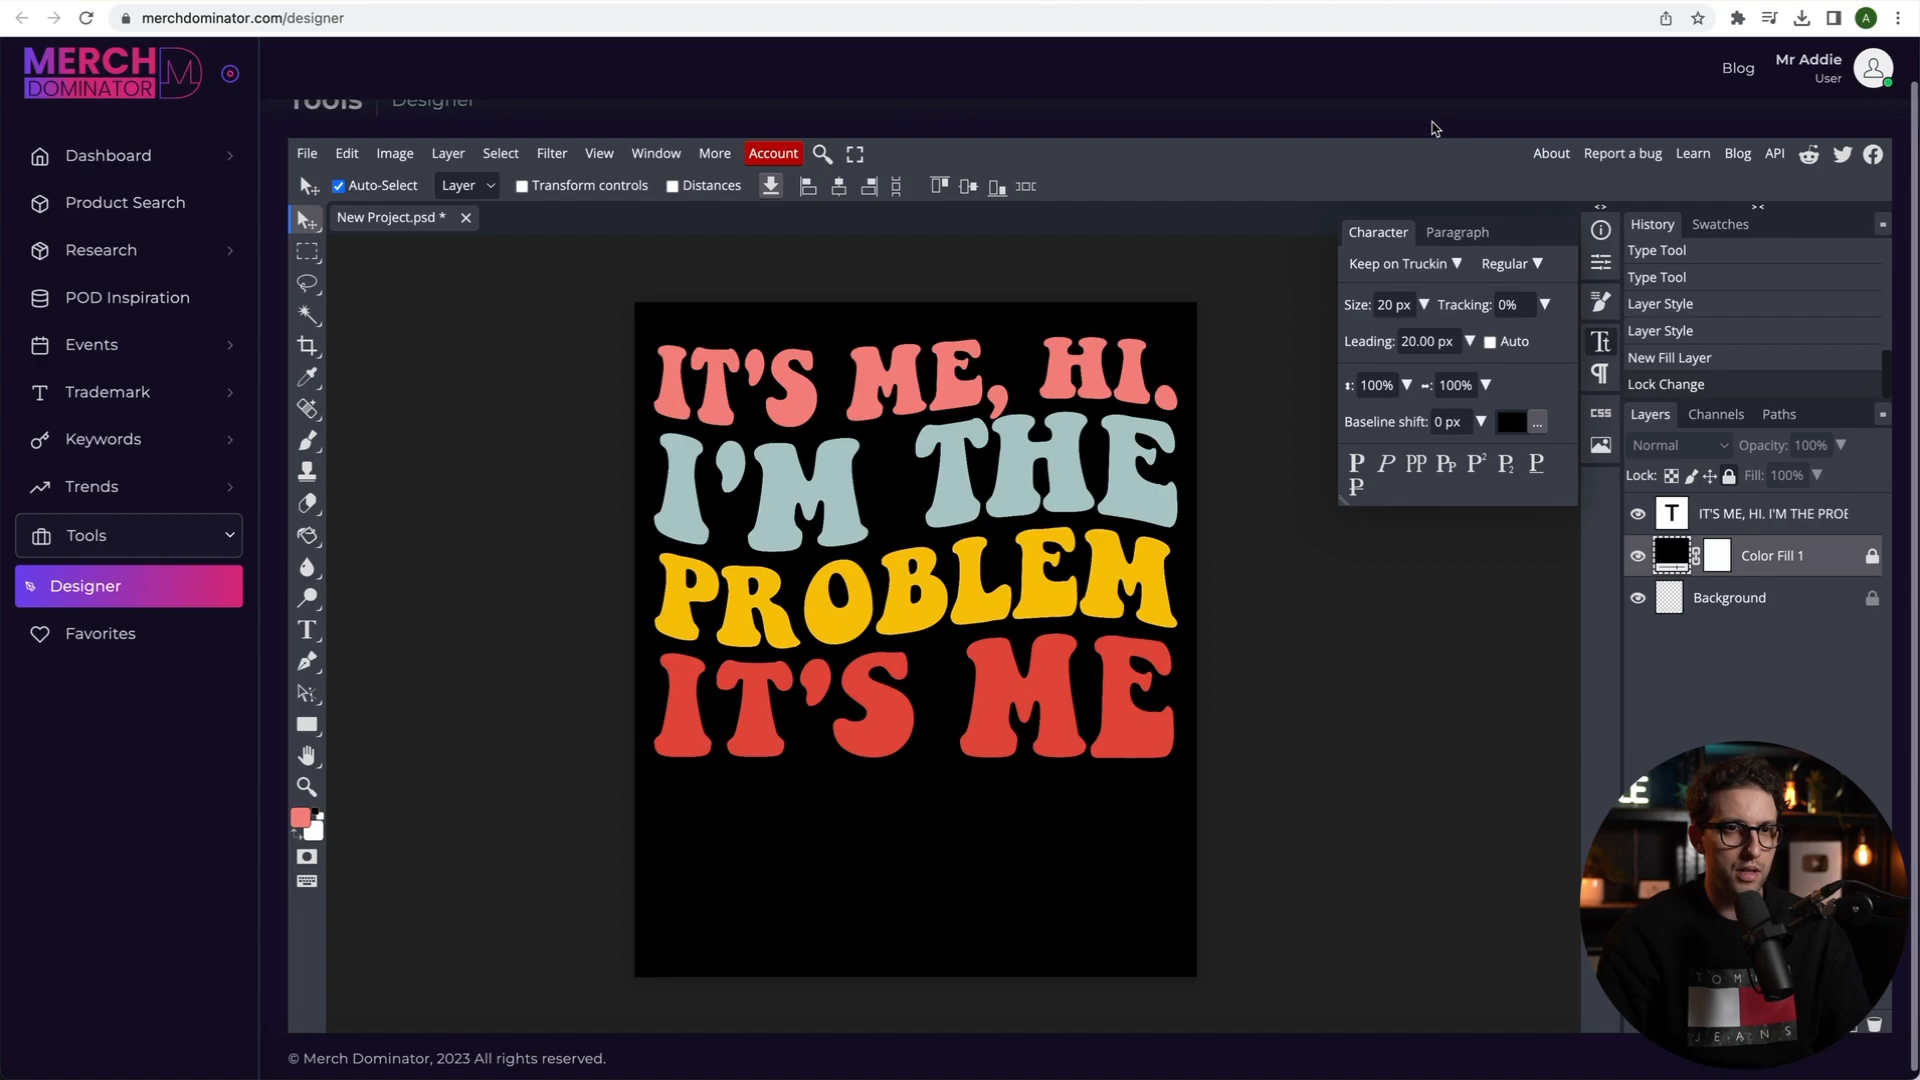 merchdominator.com/designer
A
MERCH
DOMINATOR
Blog
Mr Addie
User
Tools
Designer
Dashboard
Product Search
Research
POD Inspiration
Events
Trademark
Keywords
Trends
Tools
Designer
Favorites
File Edit Image Layer Select Filter View Window More Account
About Report a bug Learn Blog API
Auto-Select Layer Transform controls Distances
New Project.psd *
IT'S ME, HI.
I'M THE
PROBLEM
IT'S ME
Character Paragraph
Keep on Truckin Regular
Size: 20 px Tracking: 0%
Leading: 20.00 px Auto
100% 100%
Baseline shift: 0 px ...
CSS
History Swatches
Type Tool
Type Tool
Layer Style
Layer Style
New Fill Layer
Lock Change
Layers Channels Paths
Normal Opacity: 100%
Lock: Fill: 100%
IT'S ME, HI. I'M THE PROE
Color Fill 1
Background
TOMM
JEANS
© Merch Dominator, 2023 All rights reserved.